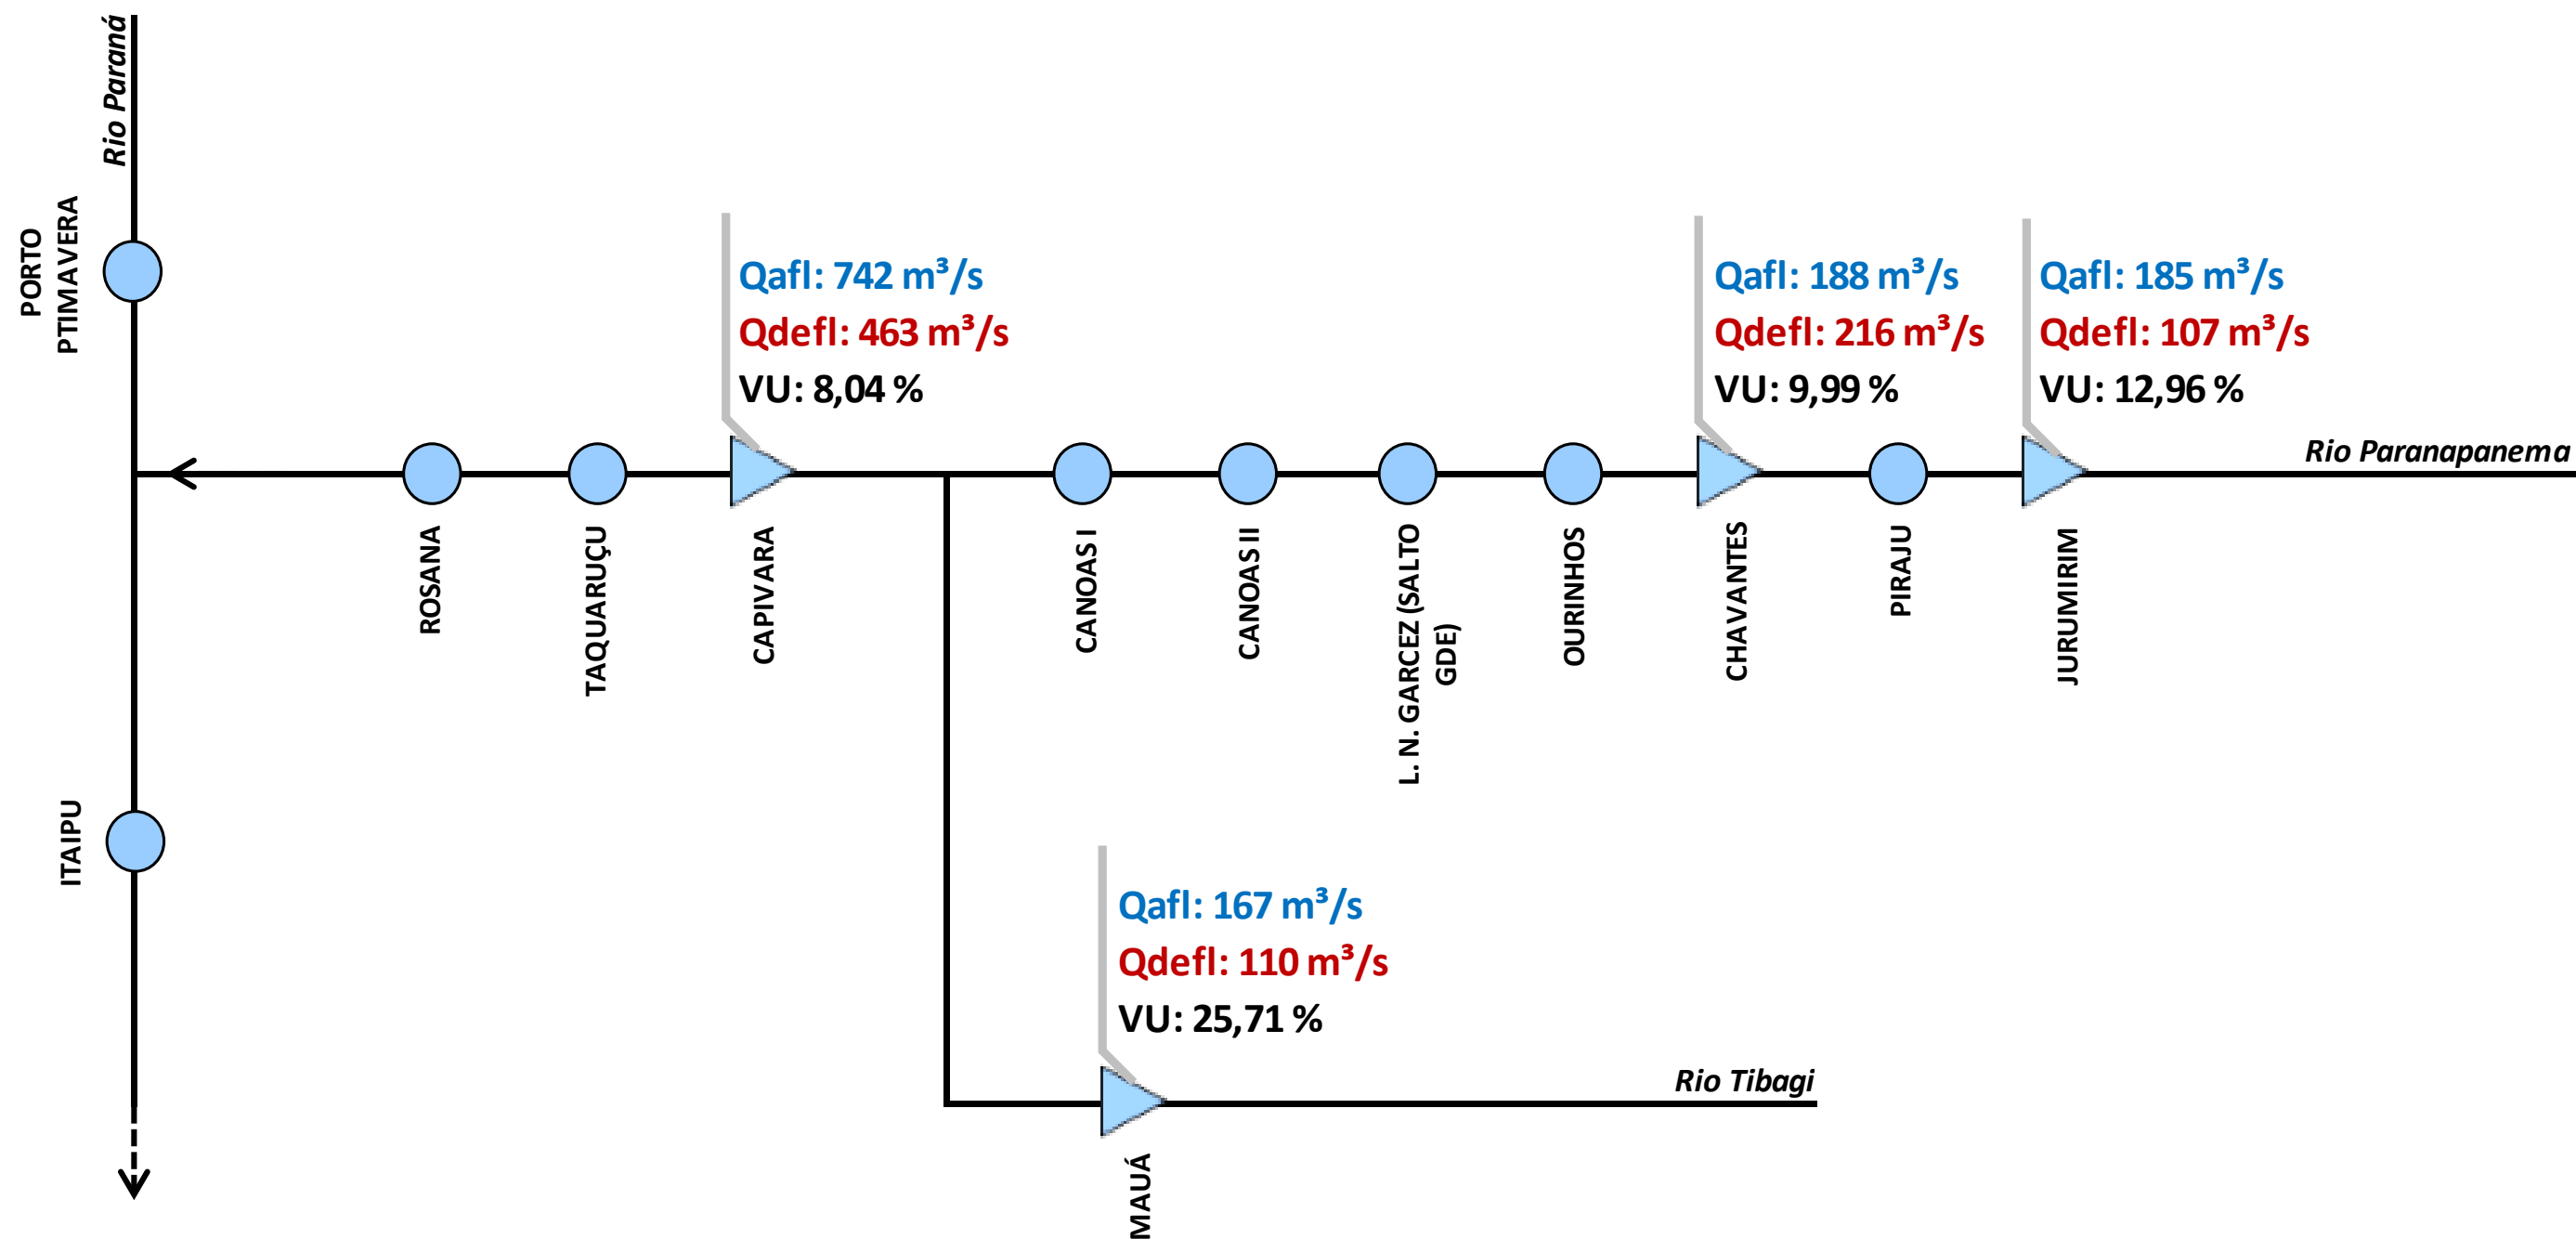 Rio Paraná
PORTO
PTIMAVERA
Qafl: 742 m³/s
Qdefl: 463 m³/s
VU: 8,04 %
Qafl: 188 m³/s
Qdefl: 216 m³/s
VU: 9,99 %
Qafl: 185 m³/s
Qdefl: 107 m³/s
VU: 12,96 %
Rio Paranapanema
ROSANA
TAQUARUÇU
CAPIVARA
CANOAS I
CANOAS II
L. N. GARCEZ (SALTO
GDE)
OURINHOS
CHAVANTES
PIRAJU
JURUMIRIM
ITAIPU
Qafl: 167 m³/s
Qdefl: 110 m³/s
VU: 25,71 %
Rio Tibagi
MAUÁ